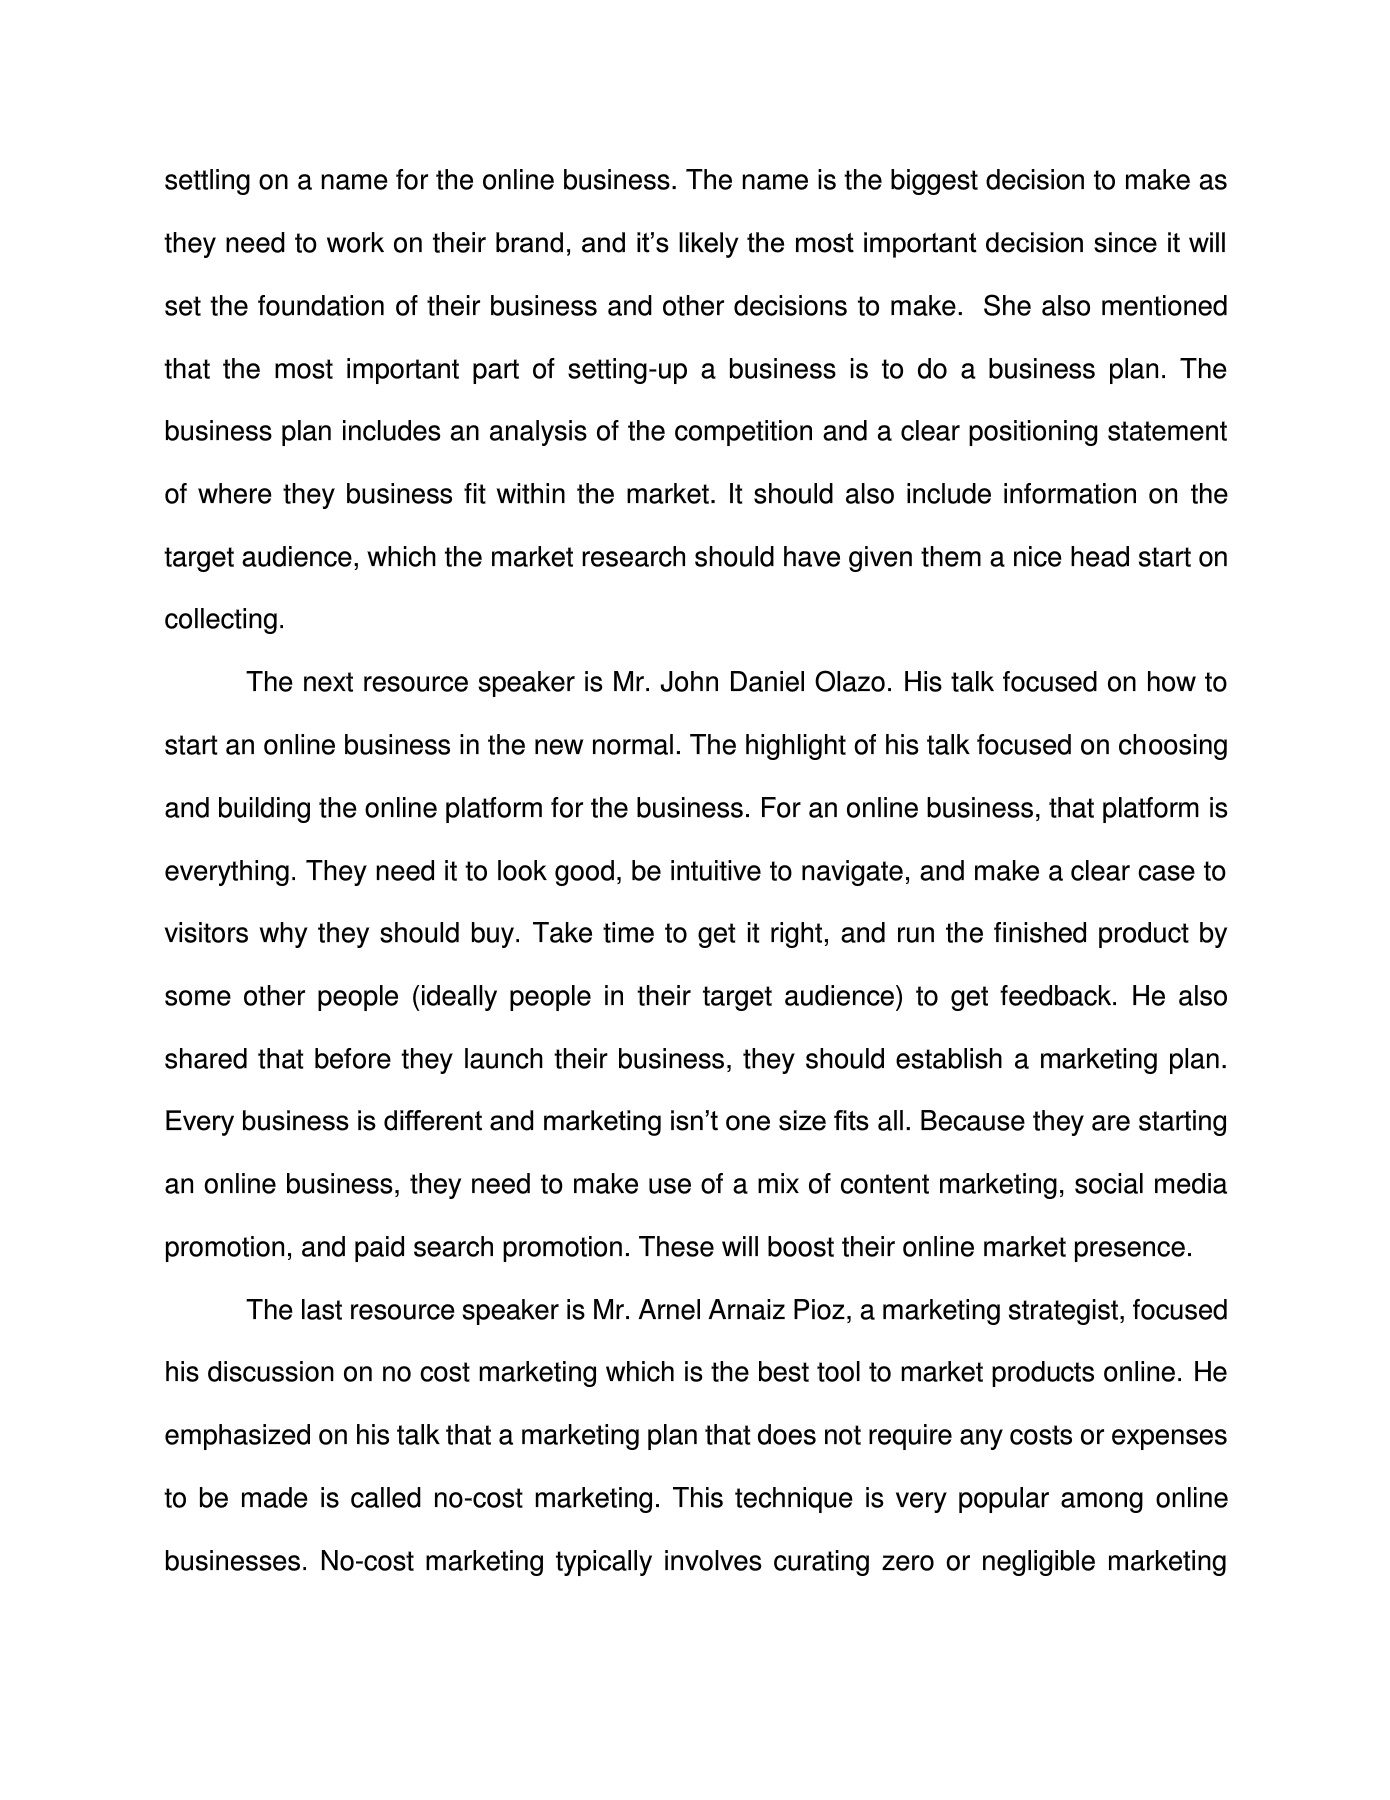 settling on a name for the online business. The name is the biggest decision to make as
they need to work on their brand, and it’s likely the most important decision since it will
set the foundation of their business and other decisions to make.  She also mentioned
that the most important part of setting-up a business is to do a business plan. The
business plan includes an analysis of the competition and a clear positioning statement
of where they business fit within the market. It should also include information on the
target audience, which the market research should have given them a nice head start on
collecting.
The next resource speaker is Mr. John Daniel Olazo. His talk focused on how to
start an online business in the new normal. The highlight of his talk focused on choosing
and building the online platform for the business. For an online business, that platform is
everything. They need it to look good, be intuitive to navigate, and make a clear case to
visitors why they should buy. Take time to get it right, and run the finished product by
some other people (ideally people in their target audience) to get feedback. He also
shared that before they launch their business, they should establish a marketing plan.
Every business is different and marketing isn’t one size fits all. Because they are starting
an online business, they need to make use of a mix of content marketing, social media
promotion, and paid search promotion. These will boost their online market presence.
The last resource speaker is Mr. Arnel Arnaiz Pioz, a marketing strategist, focused
his discussion on no cost marketing which is the best tool to market products online. He
emphasized on his talk that a marketing plan that does not require any costs or expenses
to be made is called no-cost marketing. This technique is very popular among online
businesses. No-cost marketing typically involves curating zero or negligible marketing